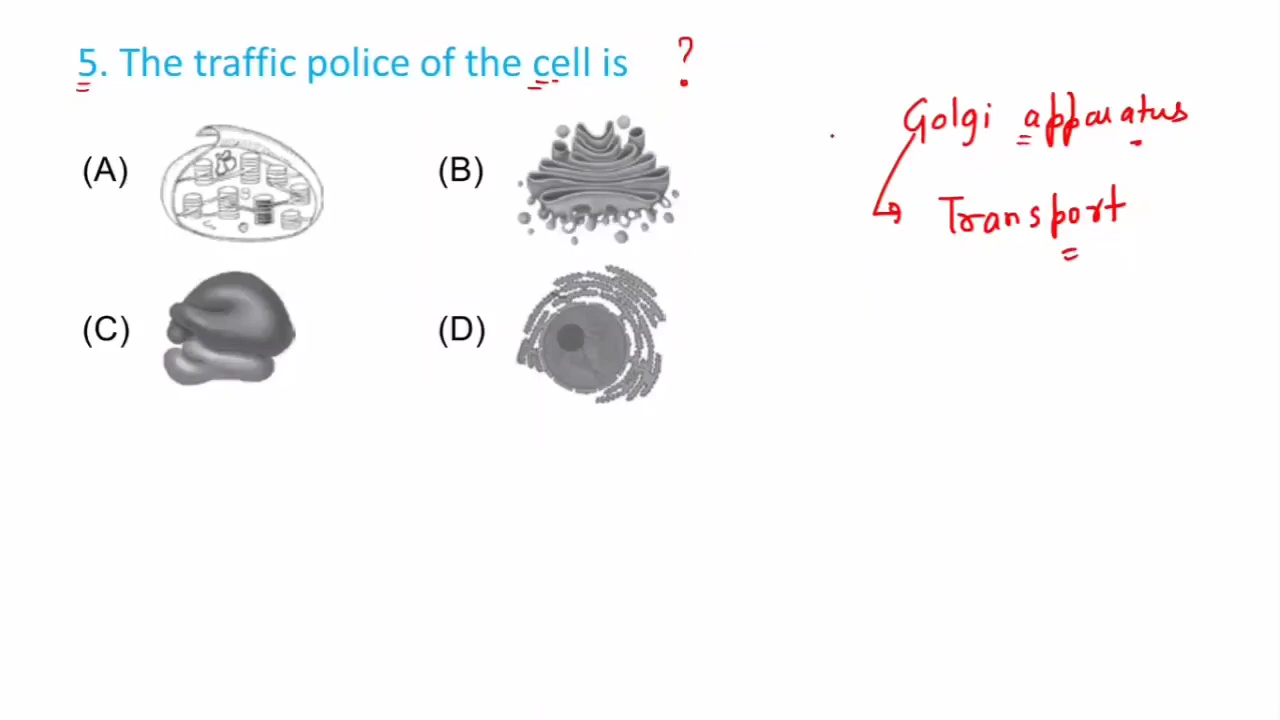 5. The traffic police of the cell is ?
Golgi apparatus
Transport
(A)
(B)
(C)
(D)